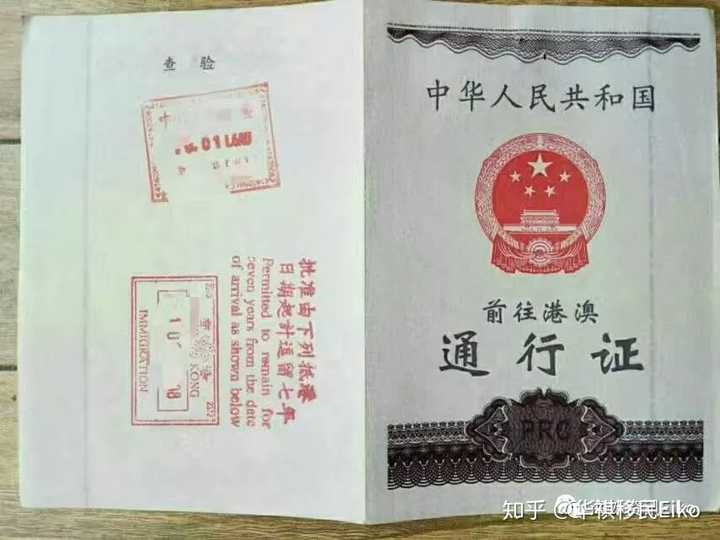 查验
批准由下列抵港
日期起计逗留七年
Permitted to remain for
seven years from the date
of arrival as shown below
KONG
IMMIGRATION
中华人民共和国
前往港澳
通行证
PRC
知乎 @华祺移民Eiko